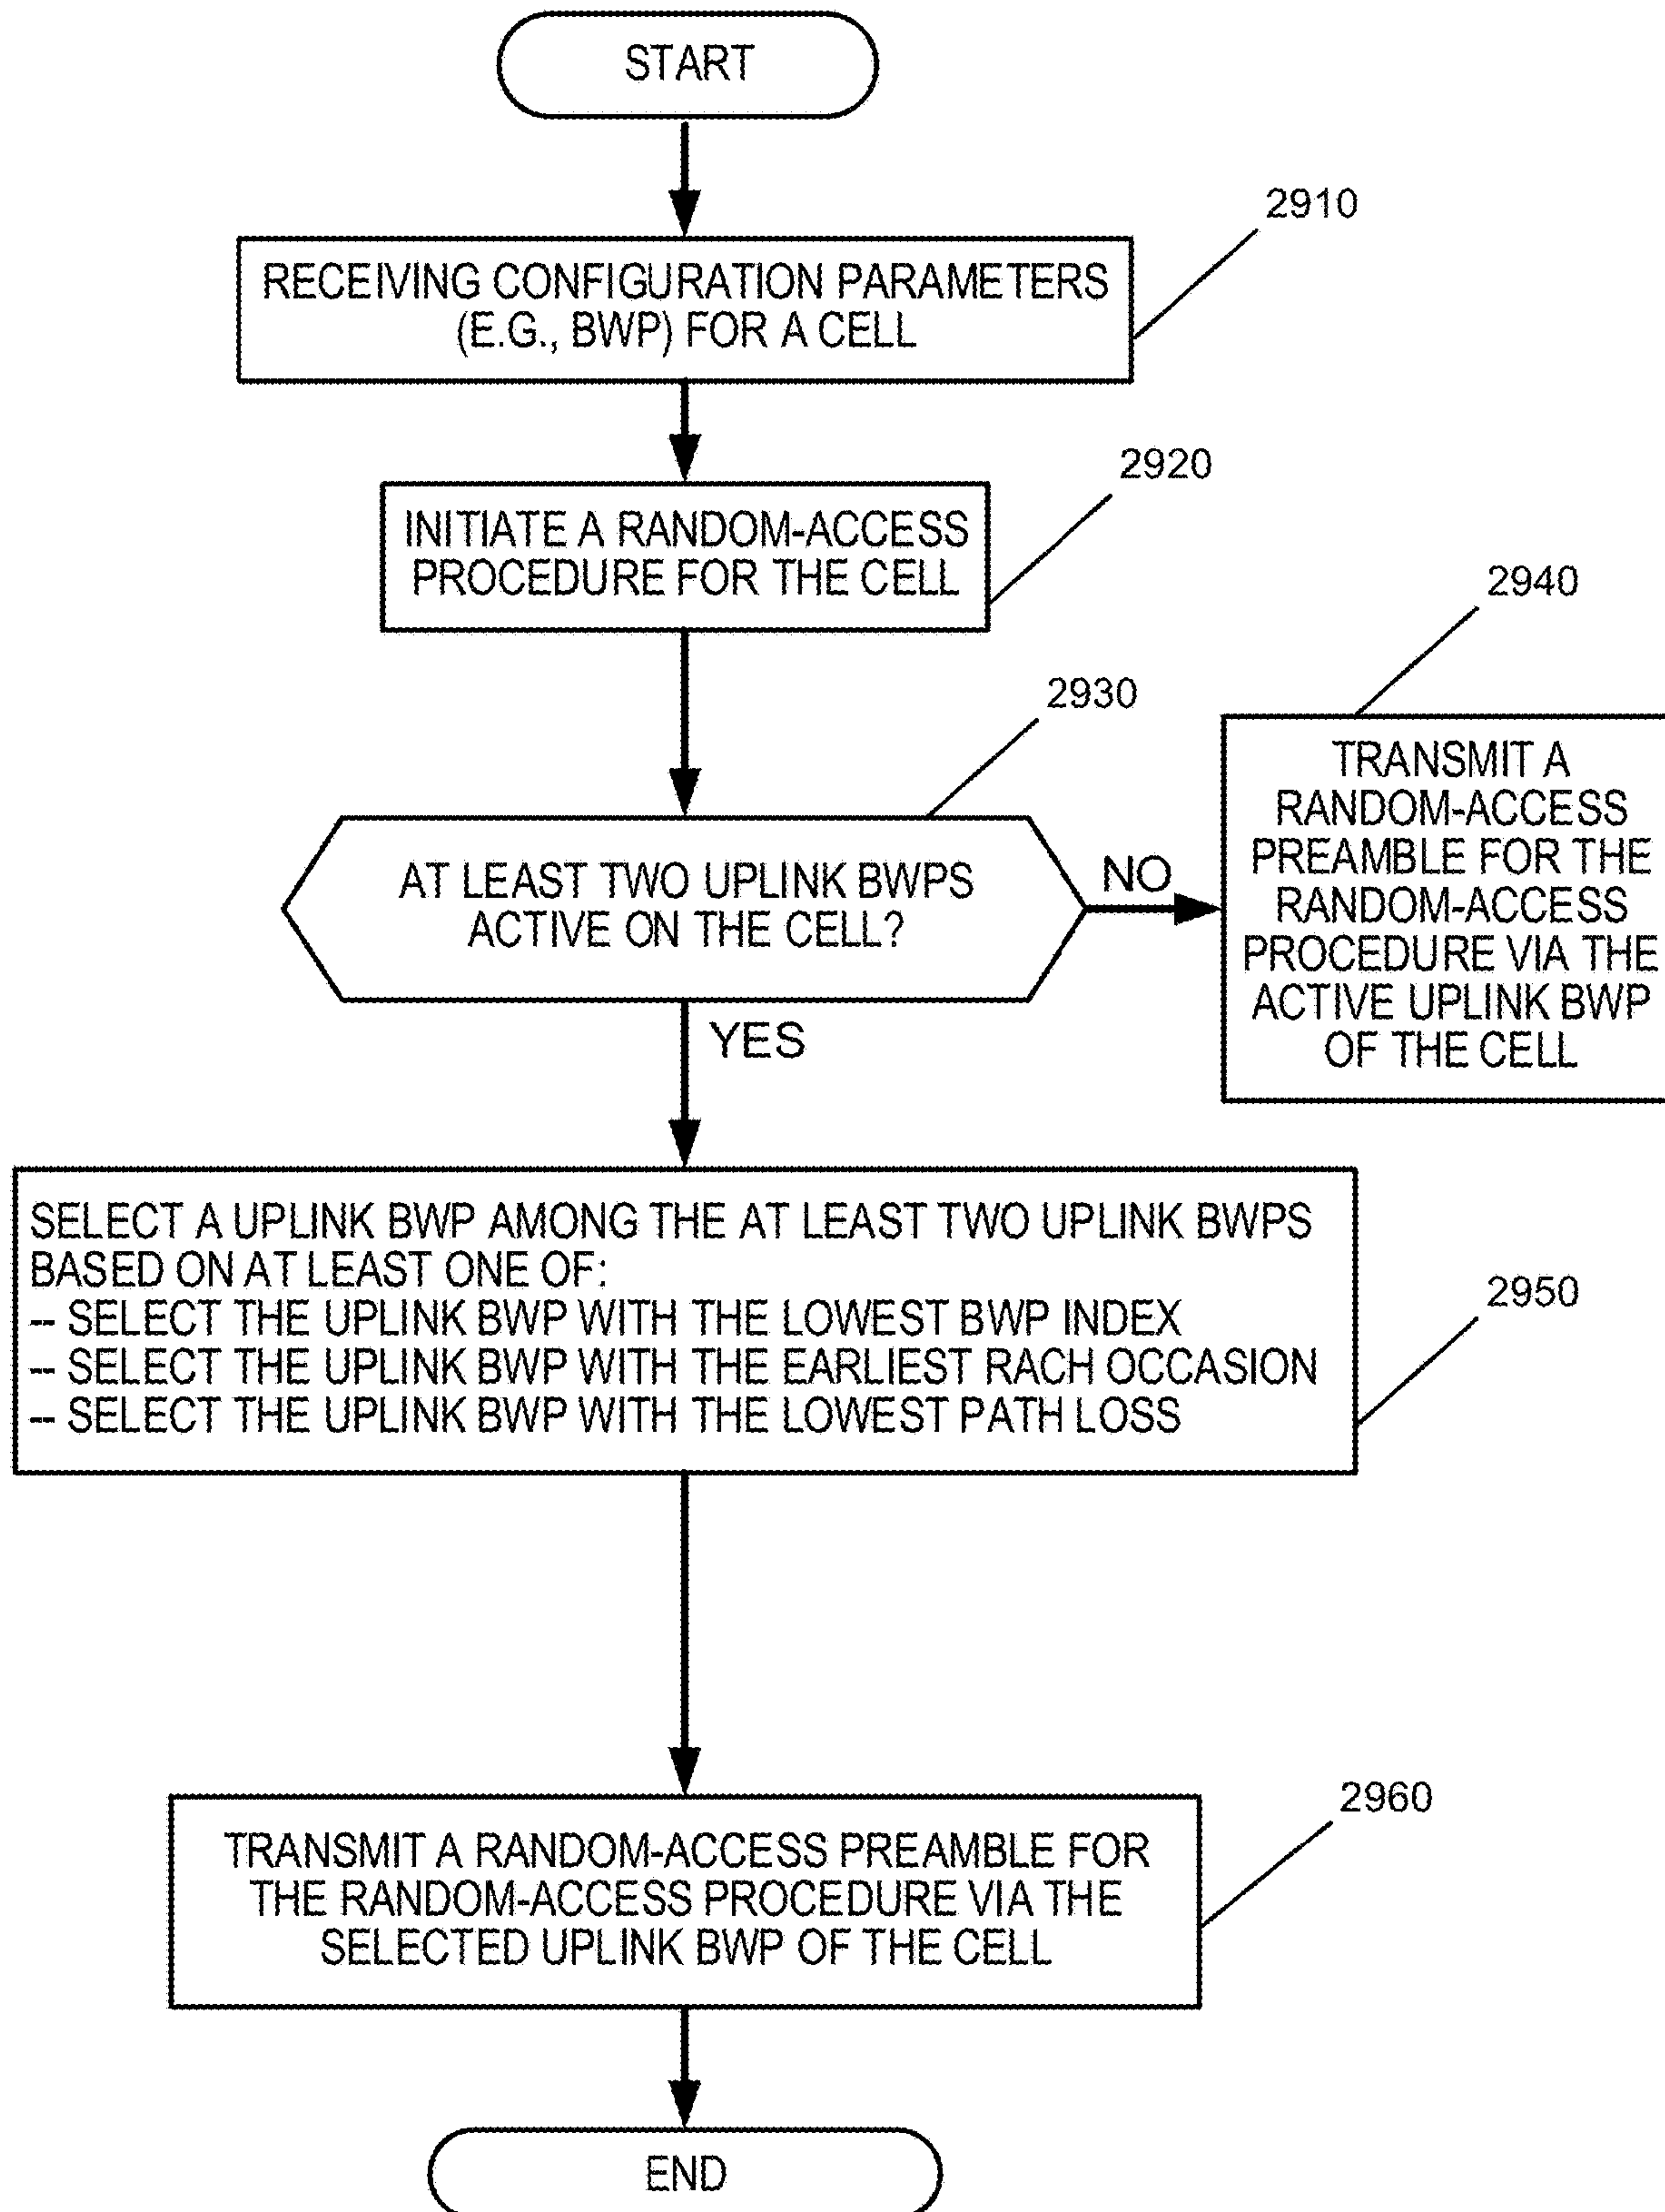 START
2910
RECEIVING CONFIGURATION PARAMETERS
(E.G., BWP) FOR A CELL
2920
INITIATE A RANDOM-ACCESS
PROCEDURE FOR THE CELL
2930
AT LEAST TWO UPLINK BWPS
ACTIVE ON THE CELL?
NO
2940
TRANSMIT A
RANDOM-ACCESS
PREAMBLE FOR THE
RANDOM-ACCESS
PROCEDURE VIA THE
ACTIVE UPLINK BWP
OF THE CELL
YES
SELECT A UPLINK BWP AMONG THE AT LEAST TWO UPLINK BWPS
BASED ON AT LEAST ONE OF:
-- SELECT THE UPLINK BWP WITH THE LOWEST BWP INDEX
-- SELECT THE UPLINK BWP WITH THE EARLIEST RACH OCCASION
-- SELECT THE UPLINK BWP WITH THE LOWEST PATH LOSS
2950
2960
TRANSMIT A RANDOM-ACCESS PREAMBLE FOR
THE RANDOM-ACCESS PROCEDURE VIA THE
SELECTED UPLINK BWP OF THE CELL
END